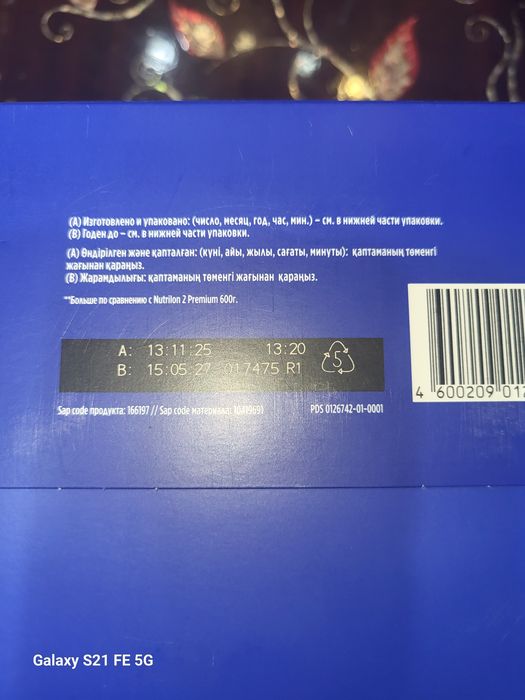 (А) Изготовлено и упаковано: (число, месяц, год, час, мин.) – см. в нижней части упаковки.
(В) Годен до – см. в нижней части упаковки.
(А) Өндірілген және қапталған: (күні, айы, жылы, сағаты, минуты): қаптаманың төменгі
жағынан қараңыз.
(В) Жарамдылығы: қаптаманың төменгі жағынан қараңыз.
**Больше по сравнению с Nutrilon 2 Premium 600г.
A: 13:11:25 13:20
B: 15:05:27 017475 R1
5
Sap code продукта: 166197 // Sap code материала: 10419691
PDS 0126742-01-0001
4 600209 012
Galaxy S21 FE 5G